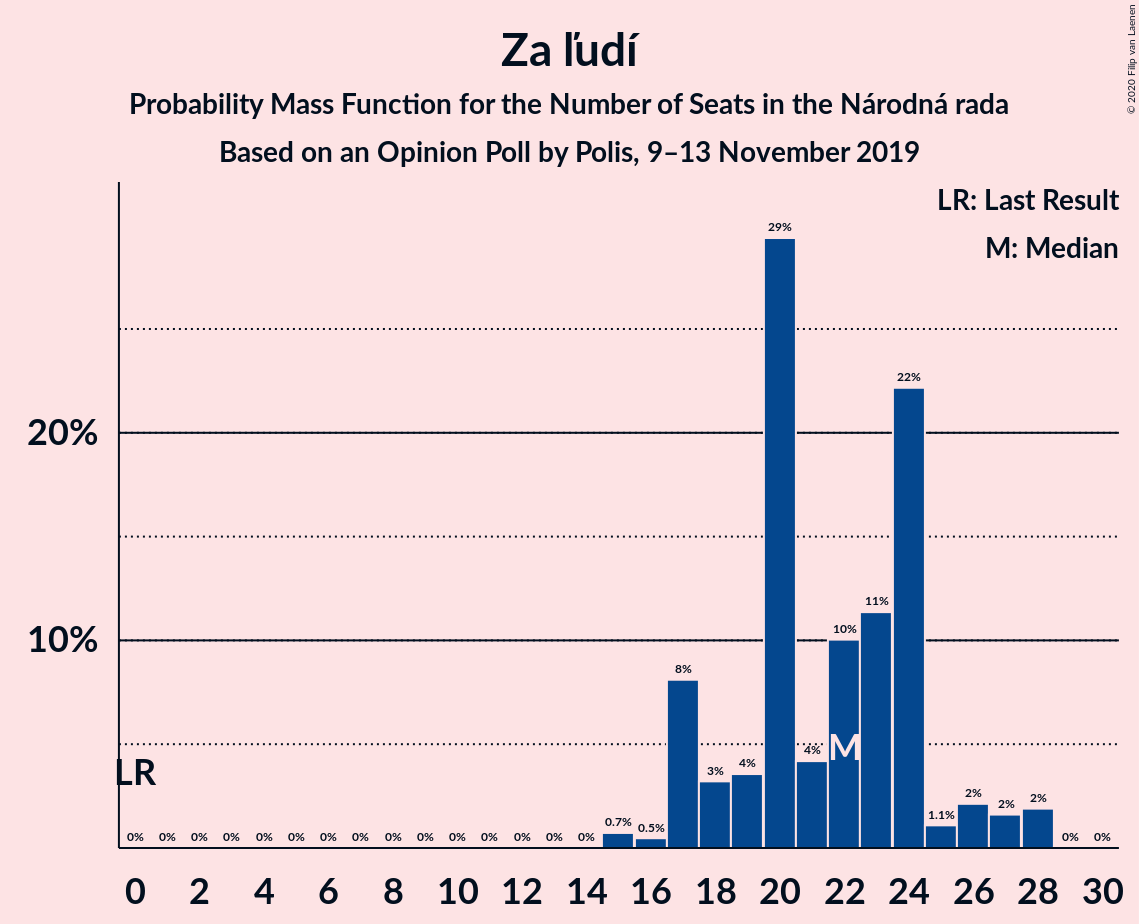 Za ľudí
Probability Mass Function for the Number of Seats in the Národná rada
Based on an Opinion Poll by Polis, 9–13 November 2019
© 2020 Filip van Laenen
LR: Last Result
M: Median
20%
10%
LR
M
0% 0% 0% 0% 0% 0% 0% 0% 0% 0% 0% 0% 0% 0% 0% 0.7% 0.5% 8% 3% 4% 29% 4% 10% 11% 22% 1.1% 2% 2% 2% 0% 0%
0 2 4 6 8 10 12 14 16 18 20 22 24 26 28 30